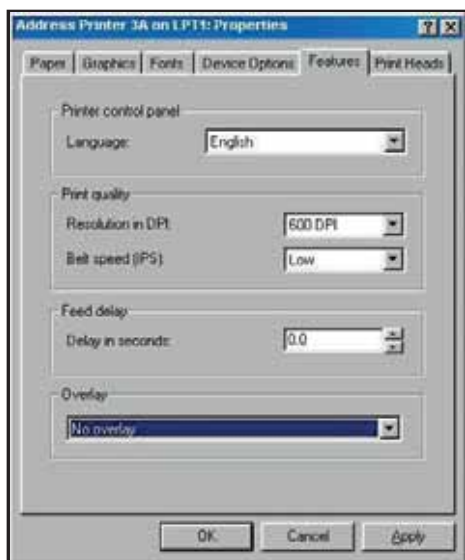 Address Printer 3A on LPT1: Properties
Paper Graphics Fonts Device Options Features Print Heads
Printer control panel
Language: English
Print quality
Resolution in DPI: 600 DPI
Belt speed (IPS): Low
Feed delay
Delay in seconds: 0.0
Overlay
No overlay
OK Cancel Apply